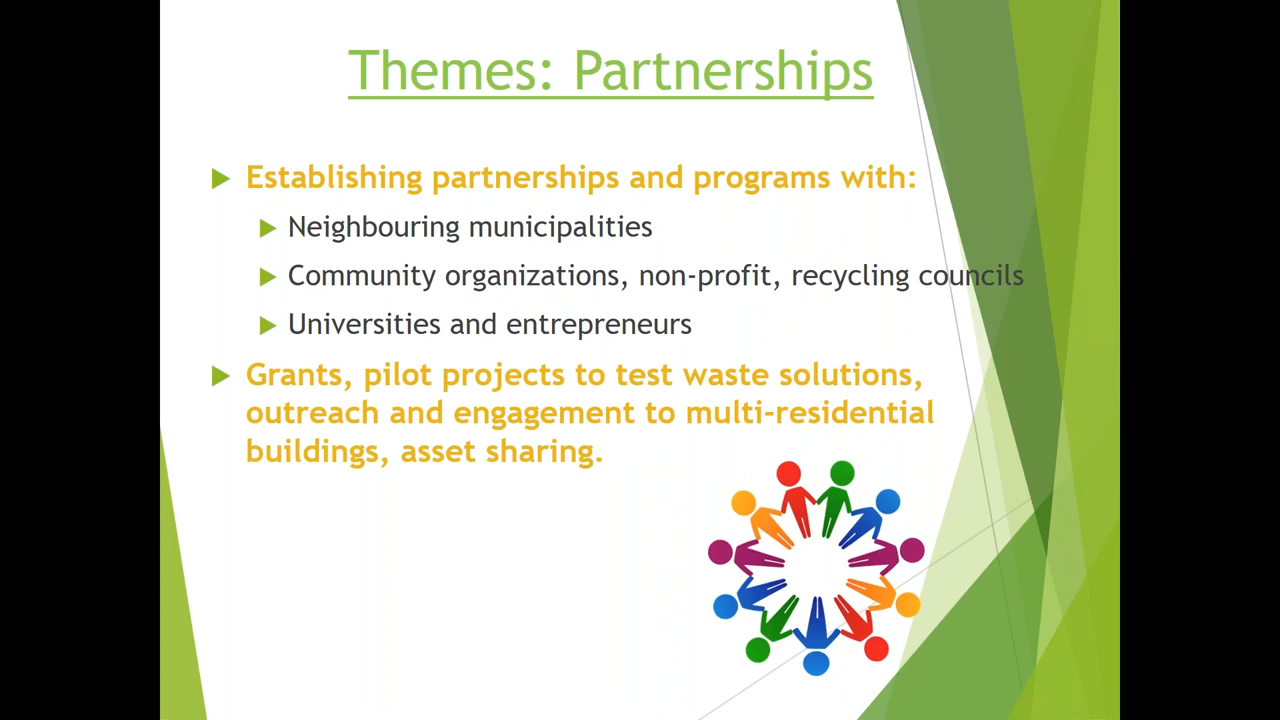 Themes: Partnerships
Establishing partnerships and programs with:
Neighbouring municipalities
Community organizations, non-profit, recycling councils
Universities and entrepreneurs
Grants, pilot projects to test waste solutions,
outreach and engagement to multi-residential
buildings, asset sharing.